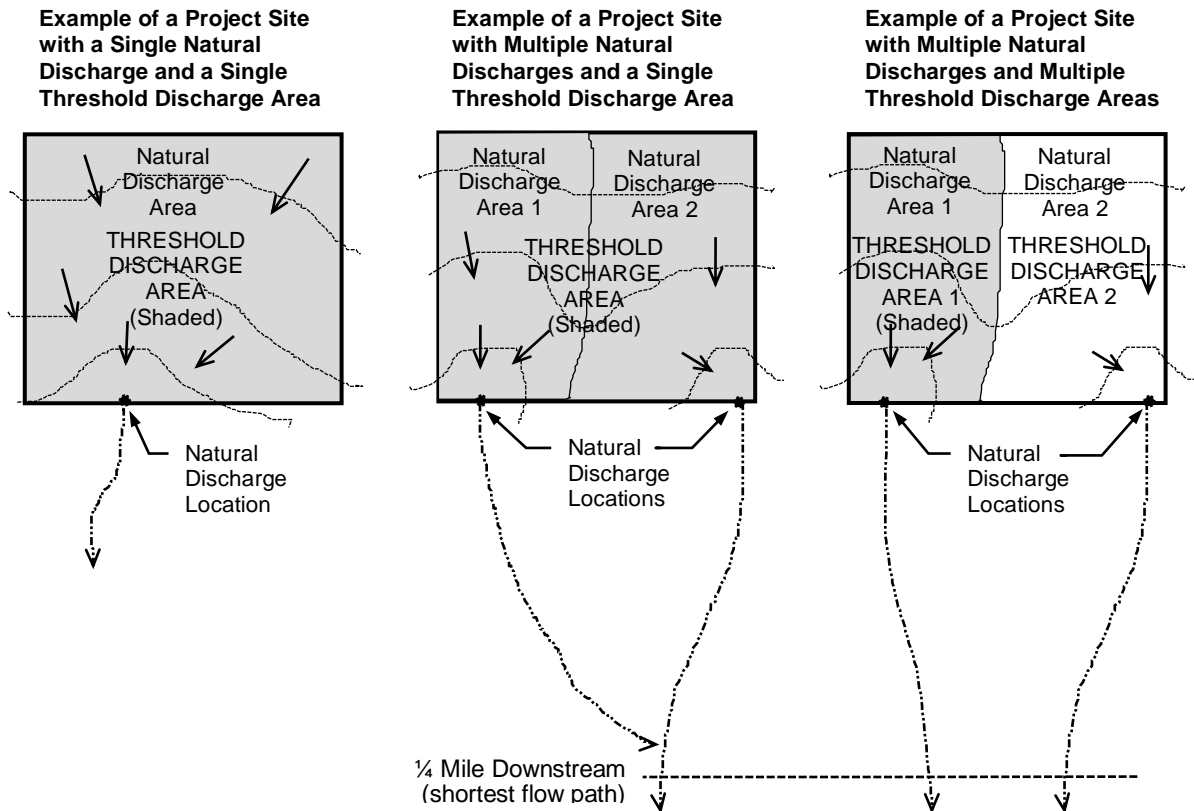 Example of a Project Site
with a Single Natural
Discharge and a Single
Threshold Discharge Area
Natural
Discharge
Area
THRESHOLD
DISCHARGE
AREA
(Shaded)
Natural
Discharge
Location
Example of a Project Site
with Multiple Natural
Discharges and a Single
Threshold Discharge Area
Natural
Discharge
Area 1
Natural
Discharge
Area 2
THRESHOLD
DISCHARGE
AREA
(Shaded)
Natural
Discharge
Locations
Example of a Project Site
with Multiple Natural
Discharges and Multiple
Threshold Discharge Areas
Natural
Discharge
Area 1
Natural
Discharge
Area 2
THRESHOLD
DISCHARGE
AREA 1
(Shaded)
THRESHOLD
DISCHARGE
AREA 2
Natural
Discharge
Locations
¼ Mile Downstream
(shortest flow path)